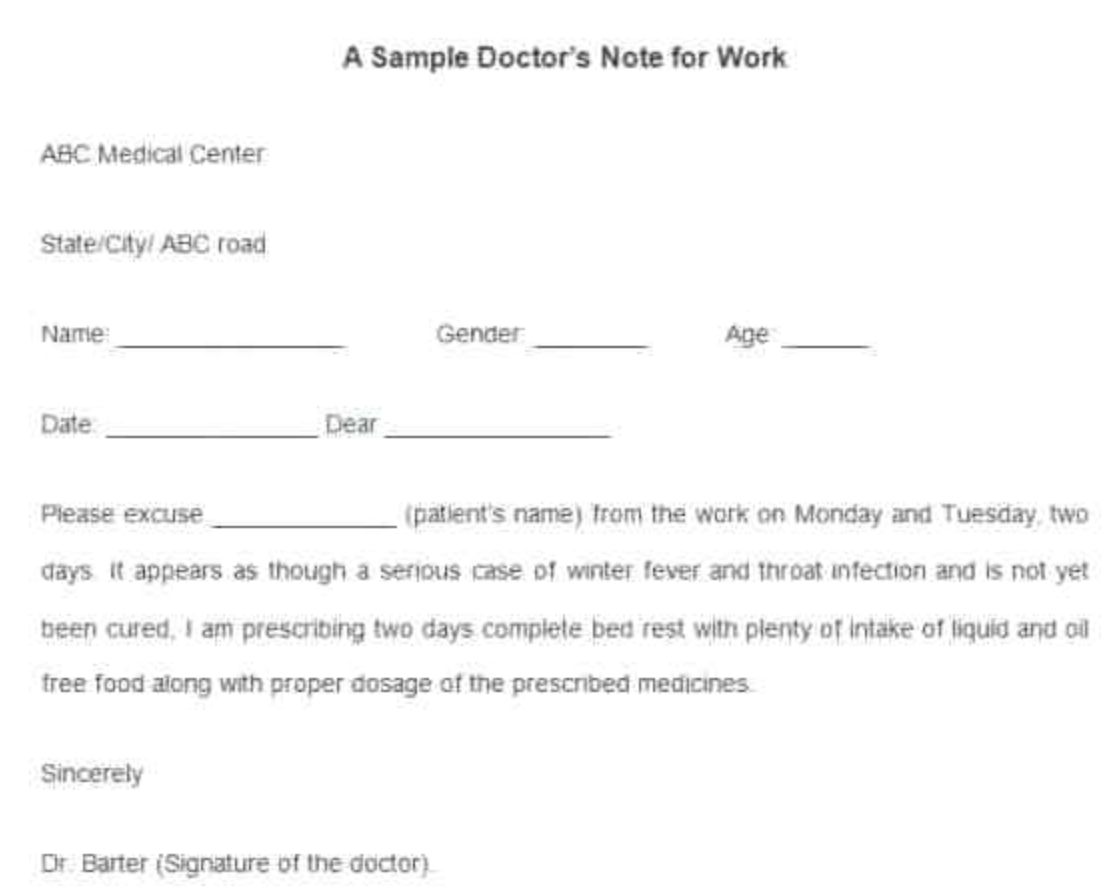 A Sample Doctor's Note for Work
ABC Medical Center
State/City/ ABC road
Name: ________________ Gender: ________ Age: ______
Date: _______________ Dear ________________
Please excuse _____________ (patient's name) from the work on Monday and Tuesday, two
days. It appears as though a serious case of winter fever and throat infection and is not yet
been cured, I am prescribing two days complete bed rest with plenty of intake of liquid and oil
free food along with proper dosage of the prescribed medicines.
Sincerely
Dr. Barter (Signature of the doctor).